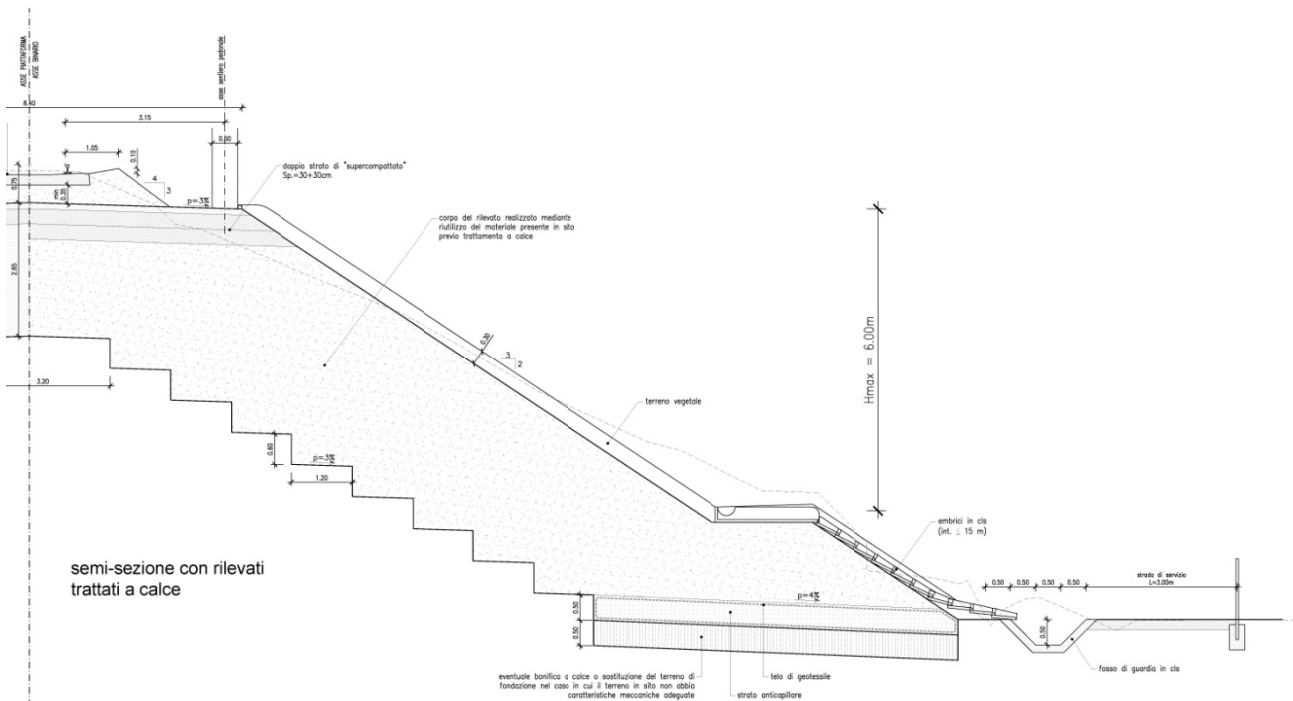 ASSE PIATTAFORMA
ASSE BINARIO
asse sentiero pedonale
8.40
3.15
0.60
1.05
0.10
4
3
0.75
min
0.35
p=3%
doppio strato di "supercompattato"
Sp.=30+30cm
corpo del rilevato realizzato mediante
riutilizzo del materiale presente in sito
previo trattamento a calce
2.65
3.20
0.30
3
2
Hmax = 6.00m
terreno vegetale
0.60
p=3%
1.20
embrici in cls
(int. ≤ 15 m)
semi-sezione con rilevati
trattati a calce
0.50
0.50
0.50
0.50
strada di servizio
L=3.00m
p=4%
0.50
0.50
0.50
fosso di guardia in cls
eventuale bonifica a calce o sostituzione del terreno di
fondazione nel caso in cui il terreno in sito non abbia
caratteristiche meccaniche adeguate
telo di geotessile
strato anticapillare